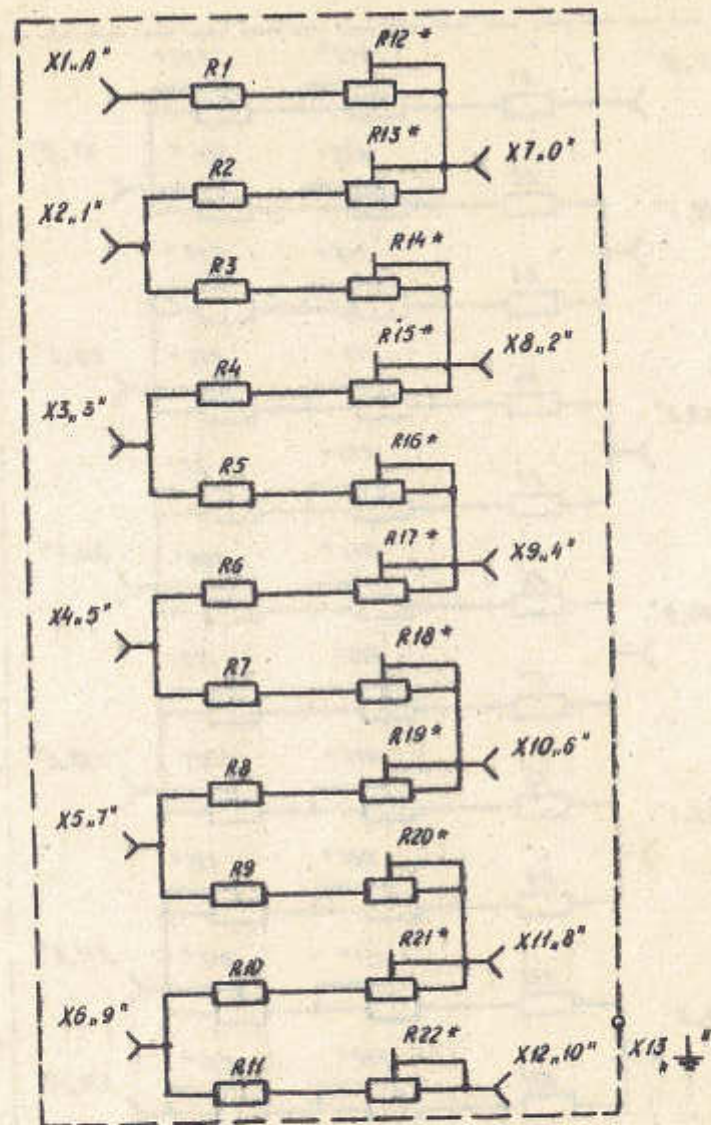 X1„A"
R1
R12*
R13*
X7„0"
R2
X2„1"
R3
R14*
R15*
X8„2"
R4
X3„3"
R5
R16*
R17*
X9„4"
R6
X4„5"
R7
R18*
R19*
X10„6"
R8
X5„7"
R9
R20*
R21*
X11„8"
R10
X6„9"
R11
R22*
X12„10"
X13 „⏚"